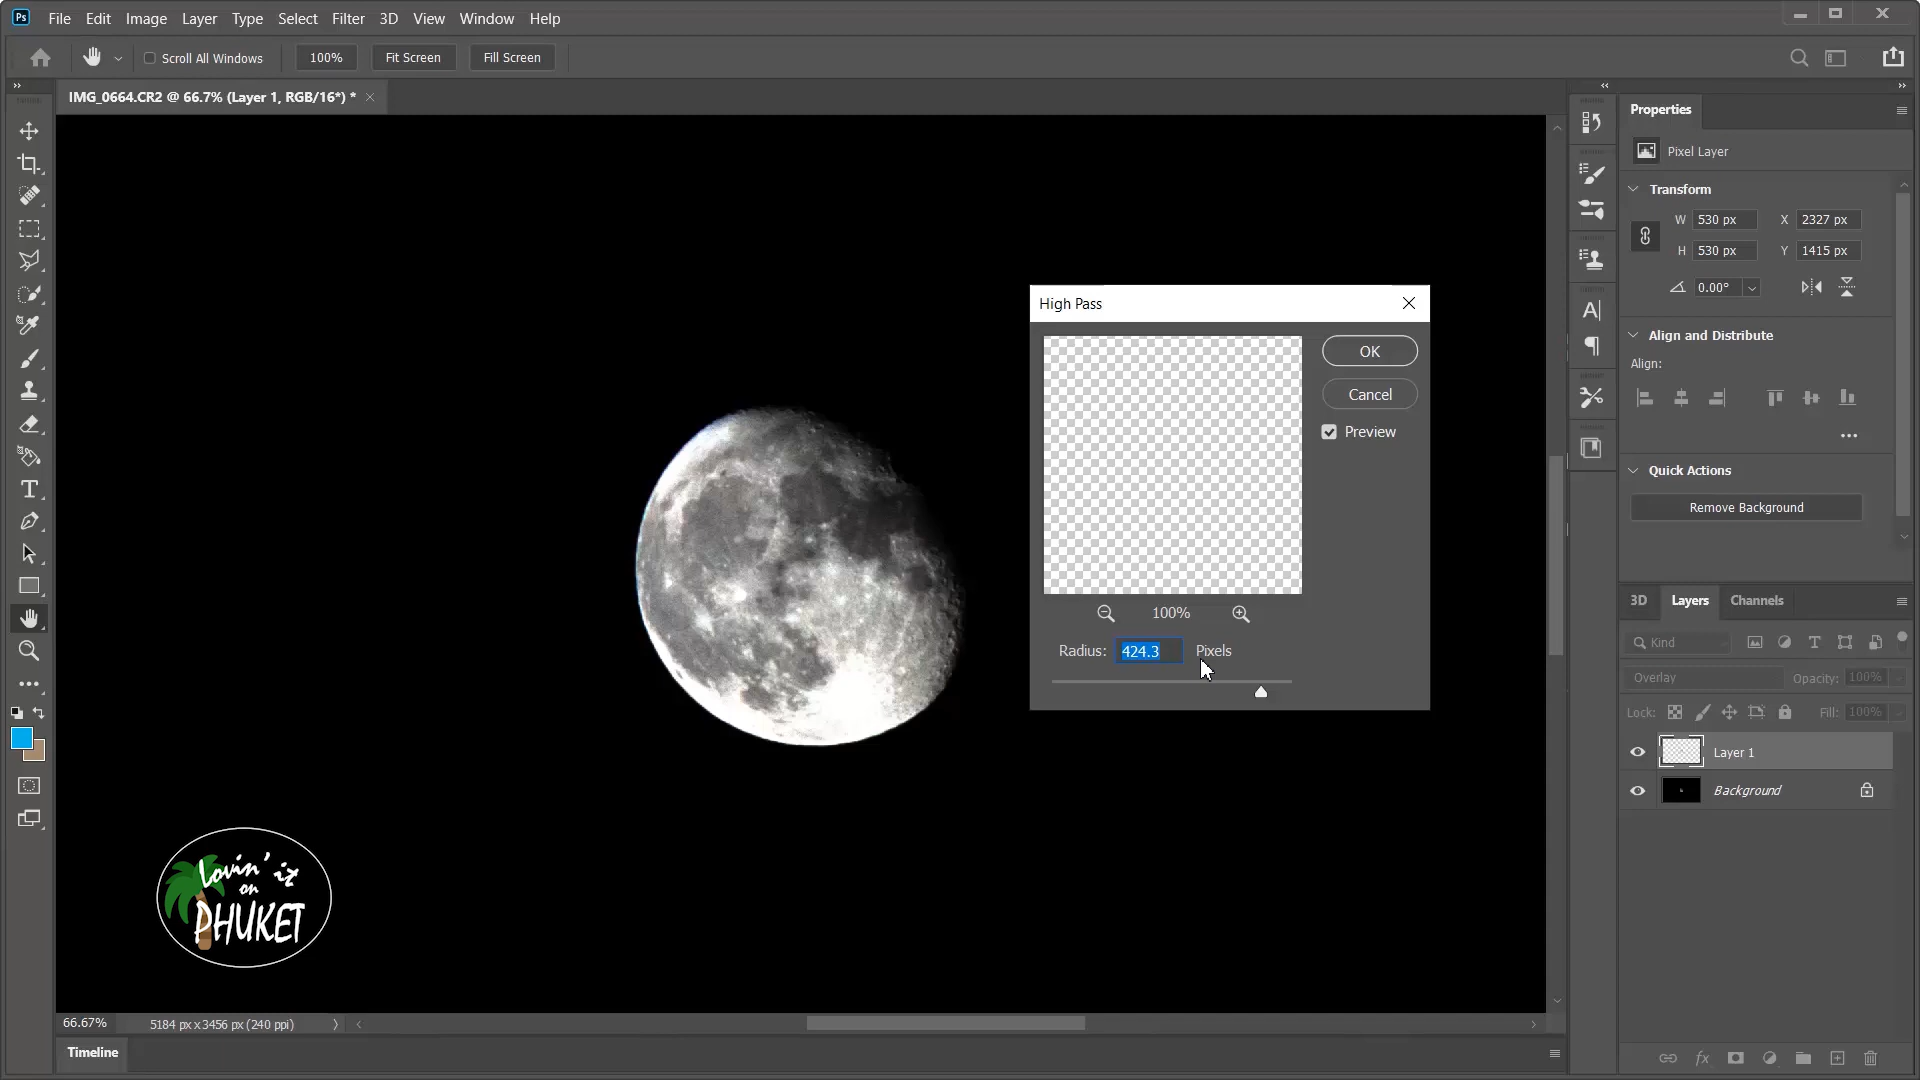 Ps File Edit Image Layer Type Select Filter 3D View Window Help
Scroll All Windows 100% Fit Screen Fill Screen
IMG_0664.CR2 @ 66.7% (Layer 1, RGB/16*) *
Properties
Pixel Layer
Transform
W 530 px X 2327 px
H 530 px Y 1415 px
0.00°
Align and Distribute
Align:
Quick Actions
Remove Background
High Pass
OK
Cancel
Preview
100%
Radius: 424.3 Pixels
3D Layers Channels
Kind
Overlay Opacity: 100%
Lock: Fill: 100%
Layer 1
Background
fx
Lovin' it
on
PHUKET
66.67% 5184 px x 3456 px (240 ppi)
Timeline